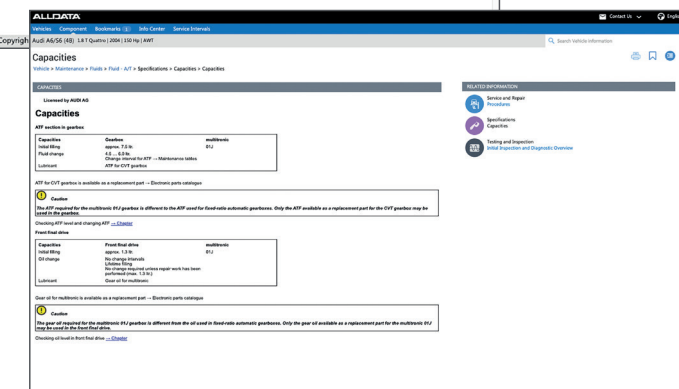 ALLDATA
Contact Us
Englis
Vehicles Component Bookmarks (1) Info Center Service Intervals
Copyrigh
Audi A6/S6 (4B) 1.8 T Quattro | 2004 | 150 Hp | AWT
Search Vehicle Information
Capacities
Vehicle » Maintenance » Fluids » Fluid - A/T » Specifications » Capacities » Capacities
CAPACITIES
Licensed by AUDI AG
Capacities
ATF section in gearbox
Capacities Gearbox multitronic
Initial filling approx. 7.5 ltr. 01J
Fluid change
Change interval for ATF → Maintenance tables
Lubricant ATF for CVT gearbox
ATF for CVT gearbox is available as a replacement part → Electronic parts catalogue
Caution
The ATF required for the multitronic 01J gearbox is different to the ATF used for fixed-ratio automatic gearboxes. Only the ATF available as a replacement part for the CVT gearbox may be
used in the gearbox.
Checking ATF level and changing ATF → Chapter
Front final drive
Capacities Front final drive multitronic
Initial filling approx. 1.3 ltr. 01J
Oil change No change intervals
Lifetime filling
No change required unless repair work has been
performed (max. 1.3 ltr.)
Lubricant Gear oil for multitronic
Gear oil for multitronic is available as a replacement part → Electronic parts catalogue
Caution
The gear oil required for the multitronic 01J gearbox is different from the oil used in fixed-ratio automatic gearboxes. Only the gear oil available as a replacement part for the multitronic 01J
may be used in the front final drive.
Checking oil level in front final drive → Chapter
RELATED INFORMATION
Service and Repair
Procedures
Specifications
Capacities
Testing and Inspection
Initial Inspection and Diagnostic Overview